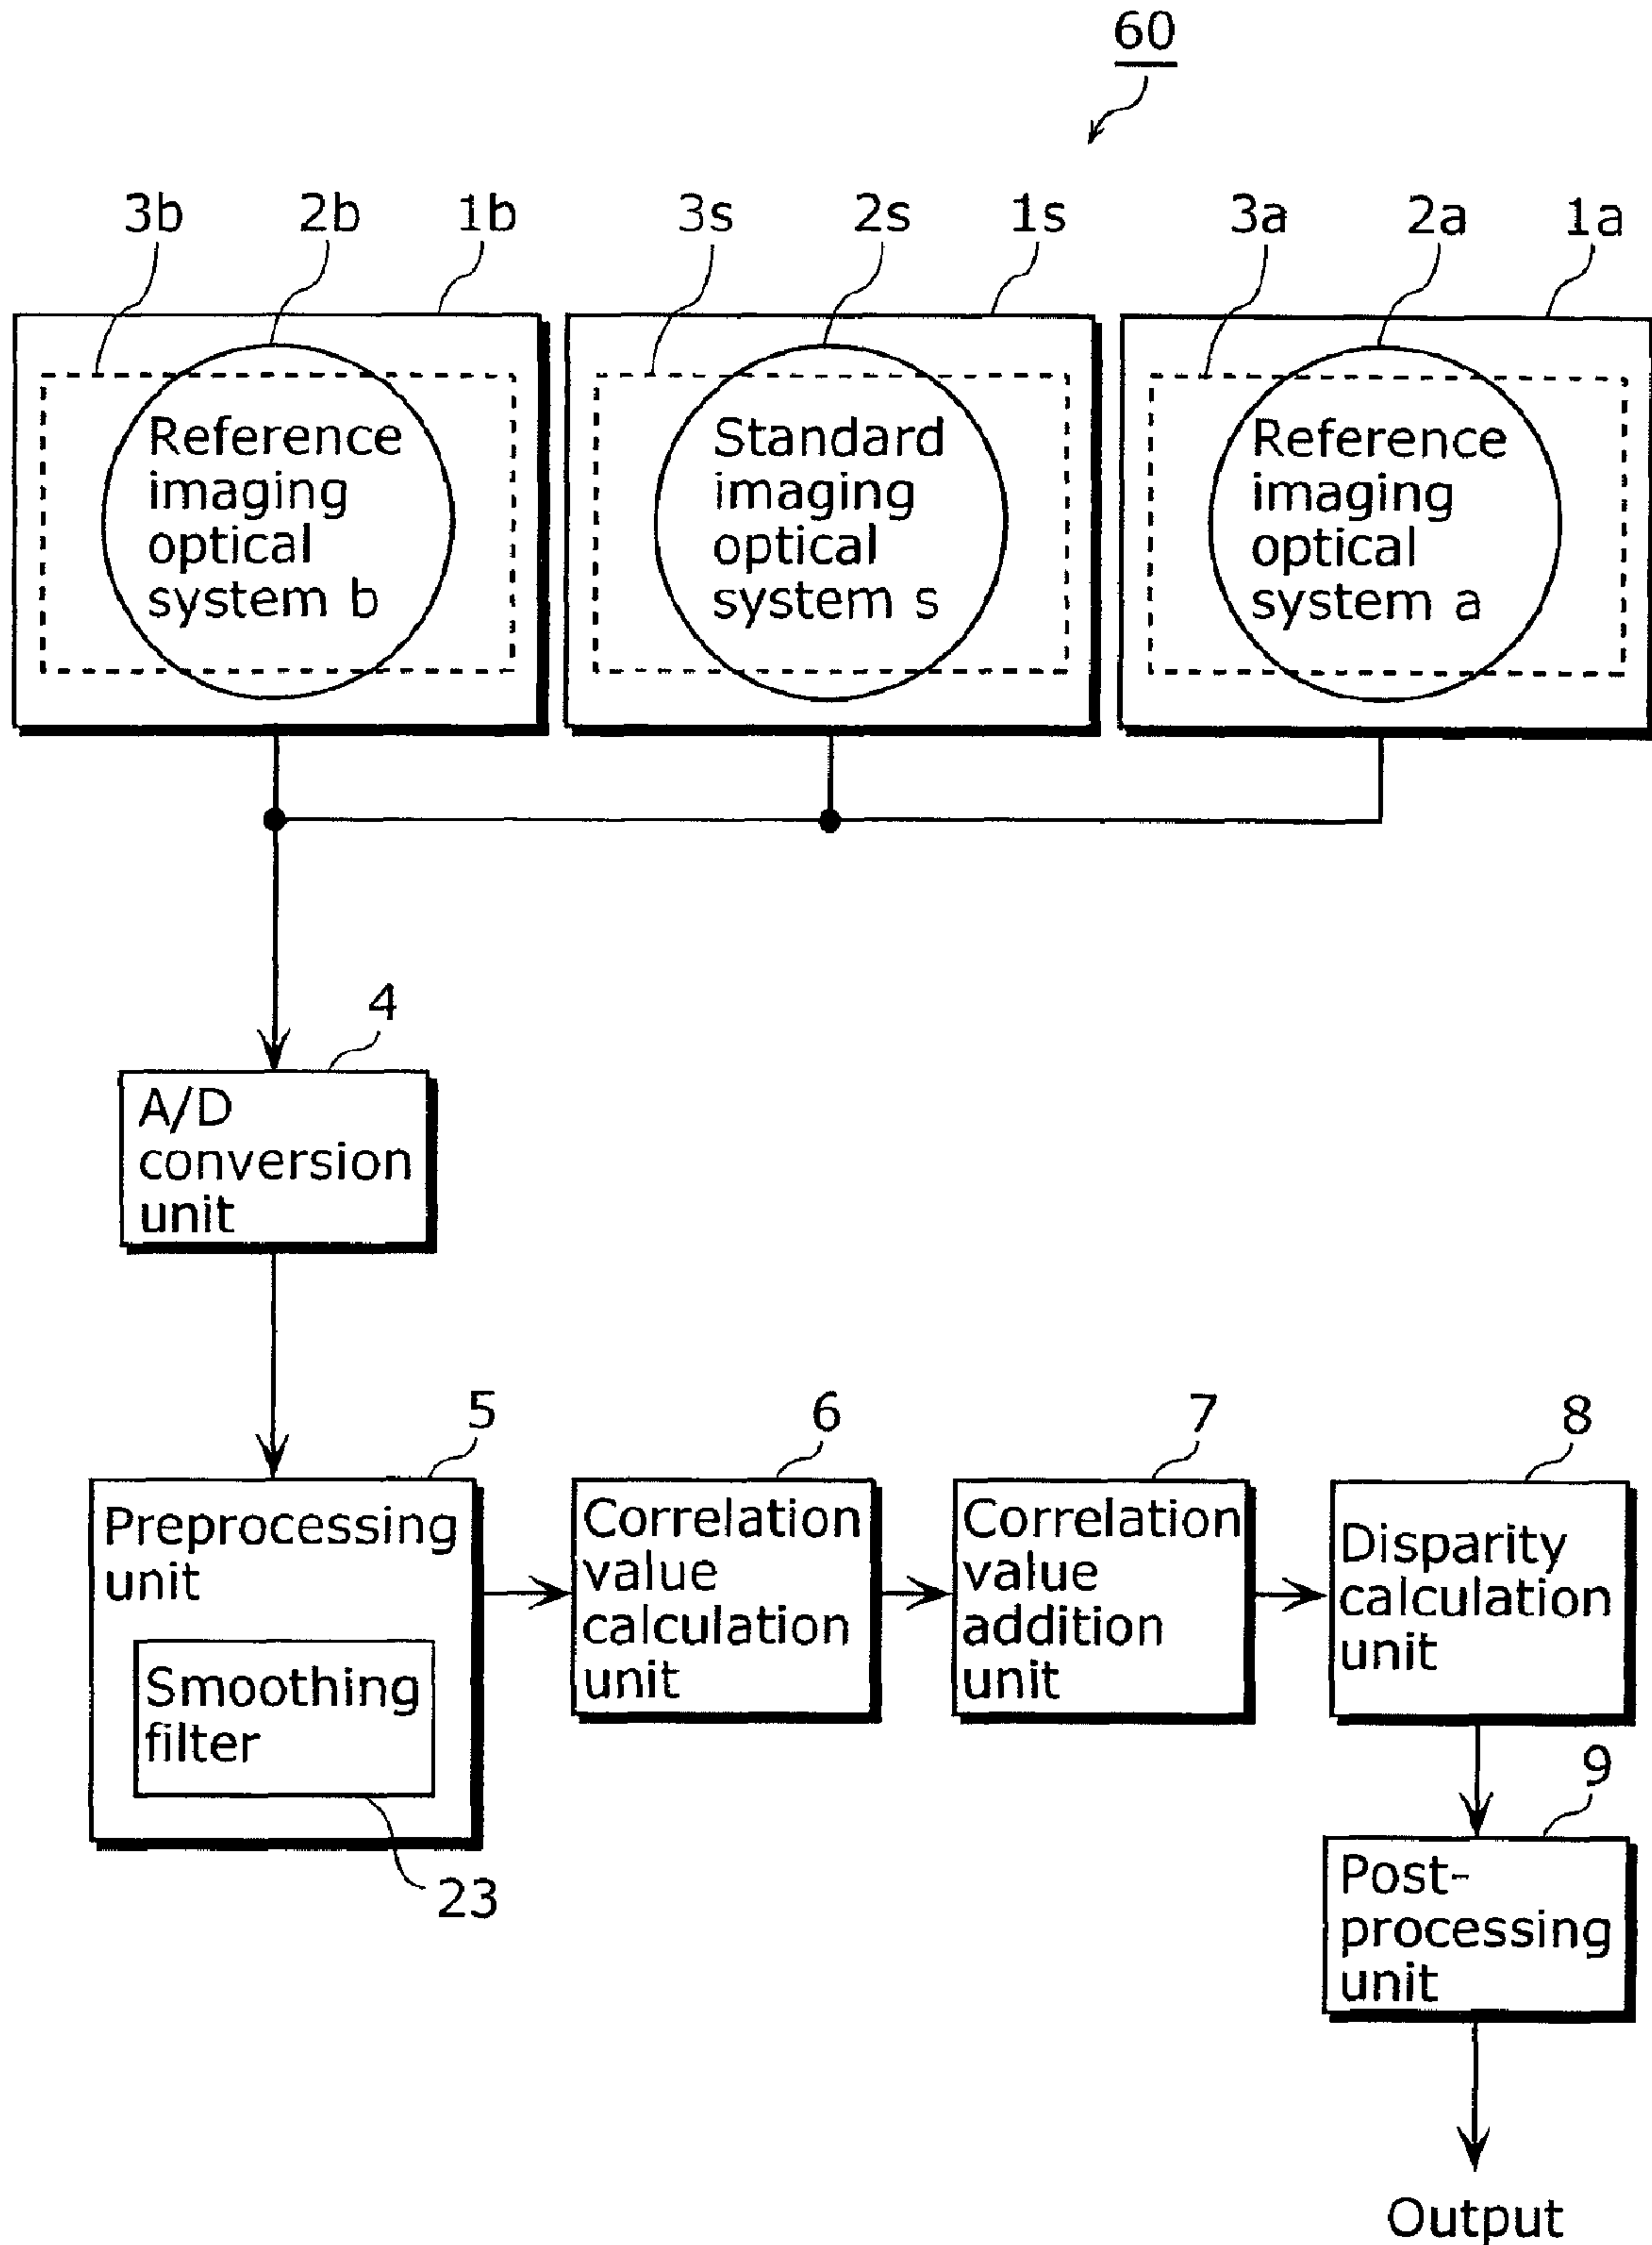 60
3b 2b 1b 3s 2s 1s 3a 2a 1a
Reference
imaging
optical
system b
Standard
imaging
optical
system s
Reference
imaging
optical
system a
4
A/D
conversion
unit
5
Preprocessing
unit
Smoothing
filter
23
6
Correlation
value
calculation
unit
7
Correlation
value
addition
unit
8
Disparity
calculation
unit
9
Post-
processing
unit
Output